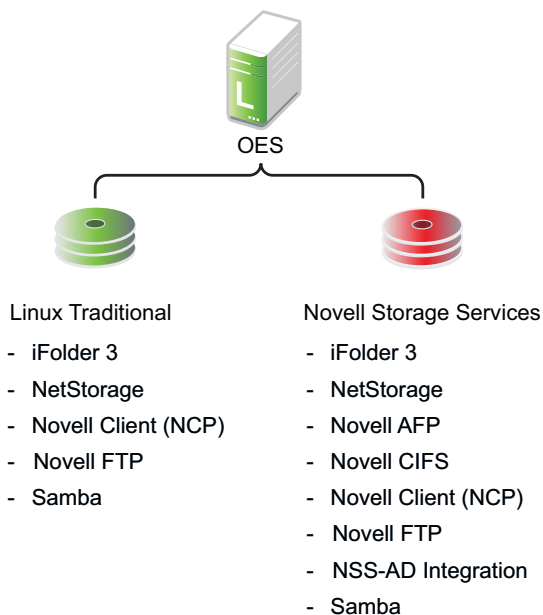 L
OES
Linux Traditional
- iFolder 3
- NetStorage
- Novell Client (NCP)
- Novell FTP
- Samba
Novell Storage Services
- iFolder 3
- NetStorage
- Novell AFP
- Novell CIFS
- Novell Client (NCP)
- Novell FTP
- NSS-AD Integration
- Samba